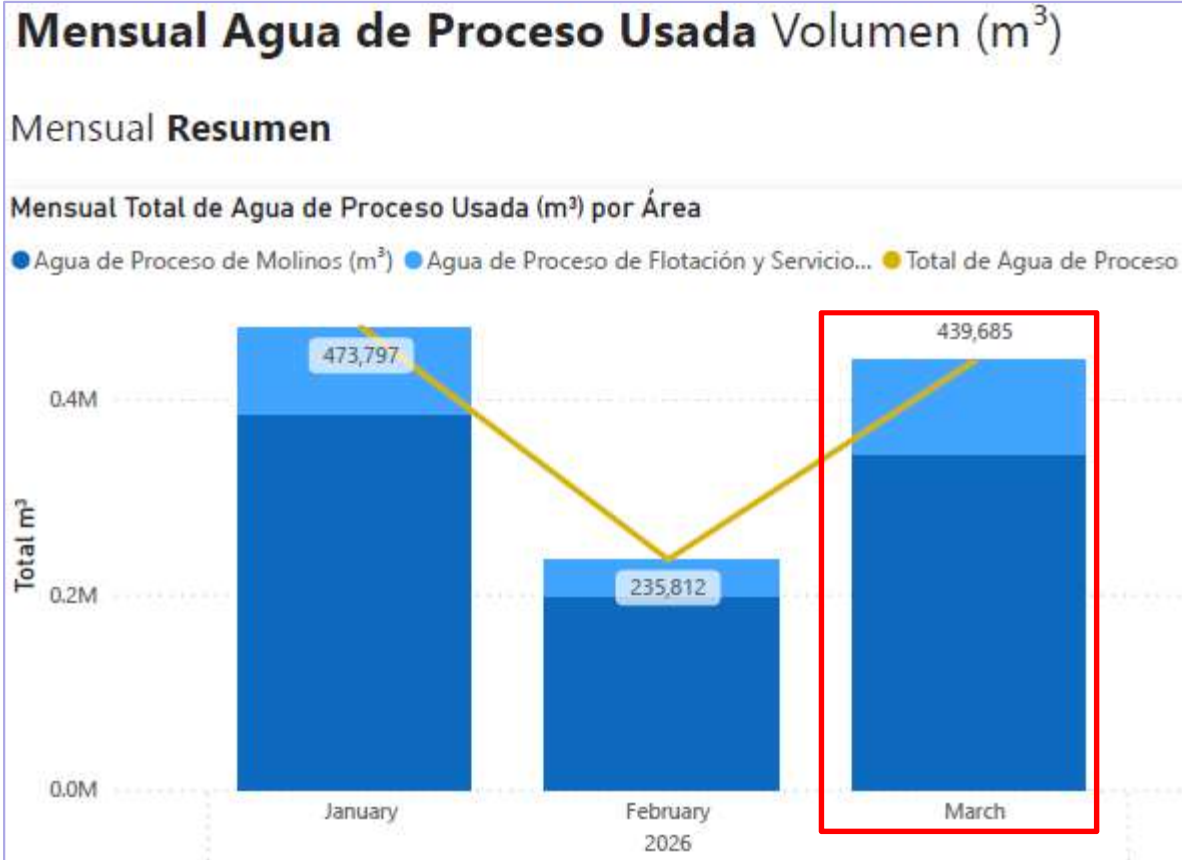 Mensual Agua de Proceso Usada Volumen (m³)
Mensual Resumen
Mensual Total de Agua de Proceso Usada (m³) por Área
Agua de Proceso de Molinos (m³) Agua de Proceso de Flotación y Servicio... Total de Agua de Proceso
439,685
473,797
0.4M
Total m³
235,812
0.2M
0.0M
January February March
2026